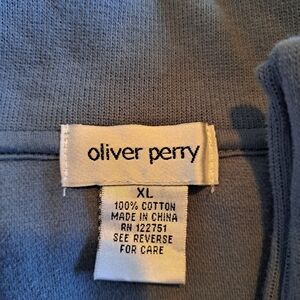 oliver perry
XL
100% COTTON
MADE IN CHINA
RN 122751
SEE REVERSE
FOR CARE